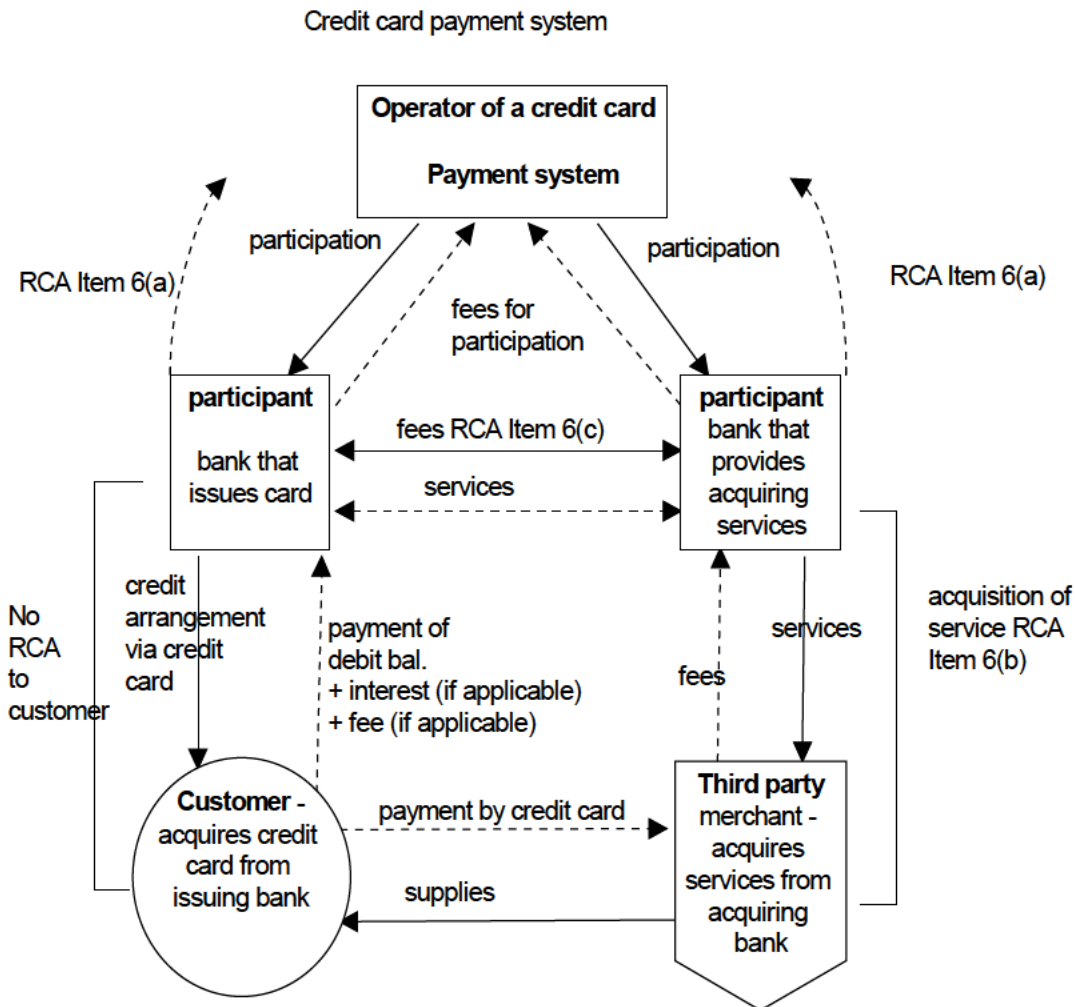 Credit card payment system
Operator of a credit card
Payment system
participation
participation
RCA Item 6(a)
RCA Item 6(a)
fees for
participation
participant
bank that
issues card
participant
bank that
provides
acquiring
services
fees RCA Item 6(c)
services
No
RCA
to
customer
credit
arrangement
via credit
card
payment of
debit bal.
+ interest (if applicable)
+ fee (if applicable)
fees
services
acquisition of
service RCA
Item 6(b)
Customer -
acquires credit
card from
issuing bank
payment by credit card
supplies
Third party
merchant -
acquires
services from
acquiring
bank